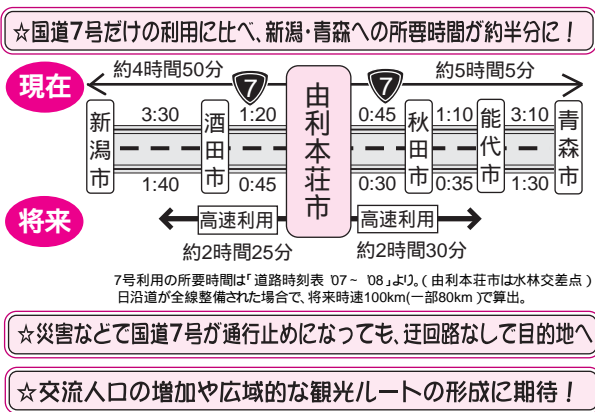 ☆国道7号だけの利用に比べ、新潟・青森への所要時間が約半分に！
現在
約4時間50分
7
7
約5時間5分
新潟市
3:30
酒田市
1:20
由利本荘市
0:45
秋田市
1:10
能代市
3:10
青森市
1:40
0:45
0:30
0:35
1:30
将来
高速利用
高速利用
約2時間25分
約2時間30分
7号利用の所要時間は「道路時刻表 '07～ '08」より。(由利本荘市は水林交差点)
日沿道が全線整備された場合で、将来時速100km(一部80km )で算出。
☆災害などで国道7号が通行止めになっても、迂回路なしで目的地へ
☆交流人口の増加や広域的な観光ルートの形成に期待！